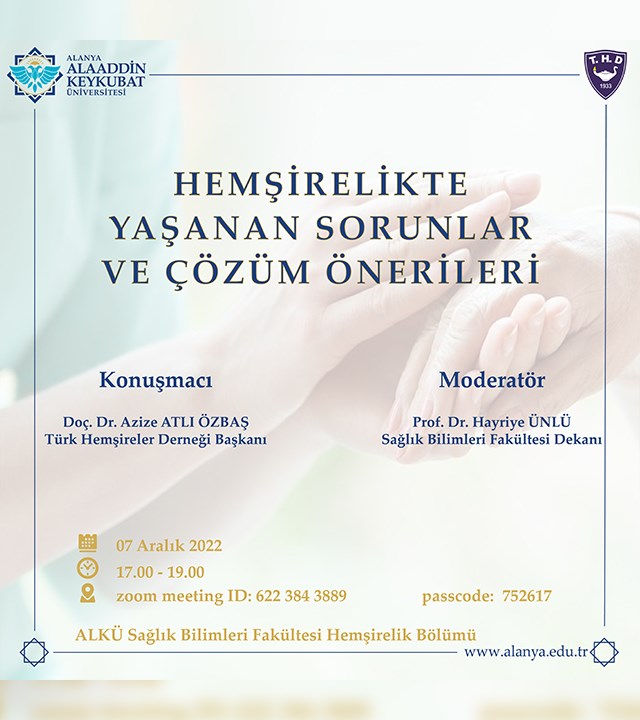 ALANYA
ALAADDİN
KEYKUBAT
ÜNİVERSİTESİ
T.H.D
1933
HEMŞİRELİKTE
YAŞANAN SORUNLAR
VE ÇÖZÜM ÖNERİLERİ
Konuşmacı
Doç. Dr. Azize ATLI ÖZBAŞ
Türk Hemşireler Derneği Başkanı
Moderatör
Prof. Dr. Hayriye ÜNLÜ
Sağlık Bilimleri Fakültesi Dekanı
07 Aralık 2022
17.00 - 19.00
zoom meeting ID: 622 384 3889 passcode: 752617
ALKÜ Sağlık Bilimleri Fakültesi Hemşirelik Bölümü
www.alanya.edu.tr